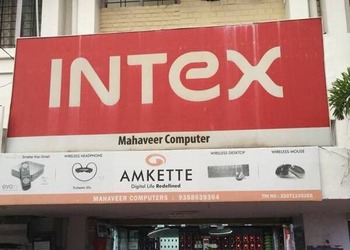 INTEX
Mahaveer Computer
WIRELESS HEADPHONE
WIRELESS DESKTOP
WIRELESS MOUSE
AMKETTE
Digital Life Redefined
MAHAVEER COMPUTERS